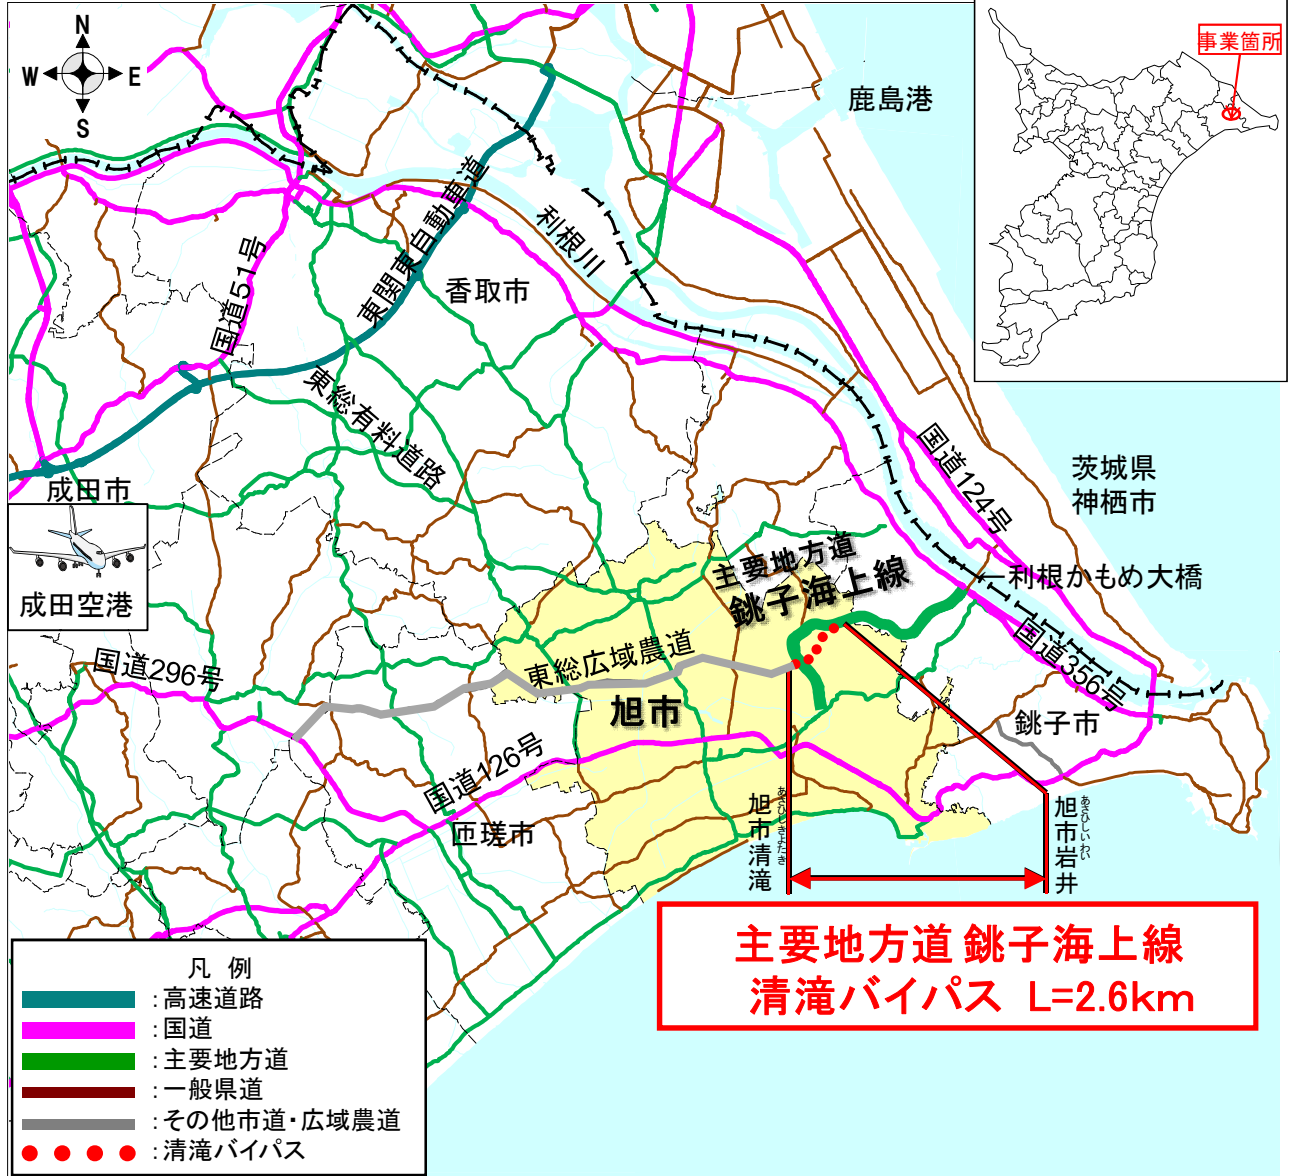 N
W
E
S
事業箇所
鹿島港
東関東自動車道
利根川
香取市
国道51号
東総有料道路
国道124号
茨城県
神栖市
成田市
成田空港
主要地方道
銚子海上線
利根かもめ大橋
国道356号
国道296号
東総広域農道
旭市
銚子市
国道126号
匝瑳市
あさひしきよたき
旭市清滝
あさひしいわい
旭市岩井
主要地方道 銚子海上線
清滝バイパス L=2.6km
凡 例
:高速道路
:国道
:主要地方道
:一般県道
:その他市道・広域農道
:清滝バイパス